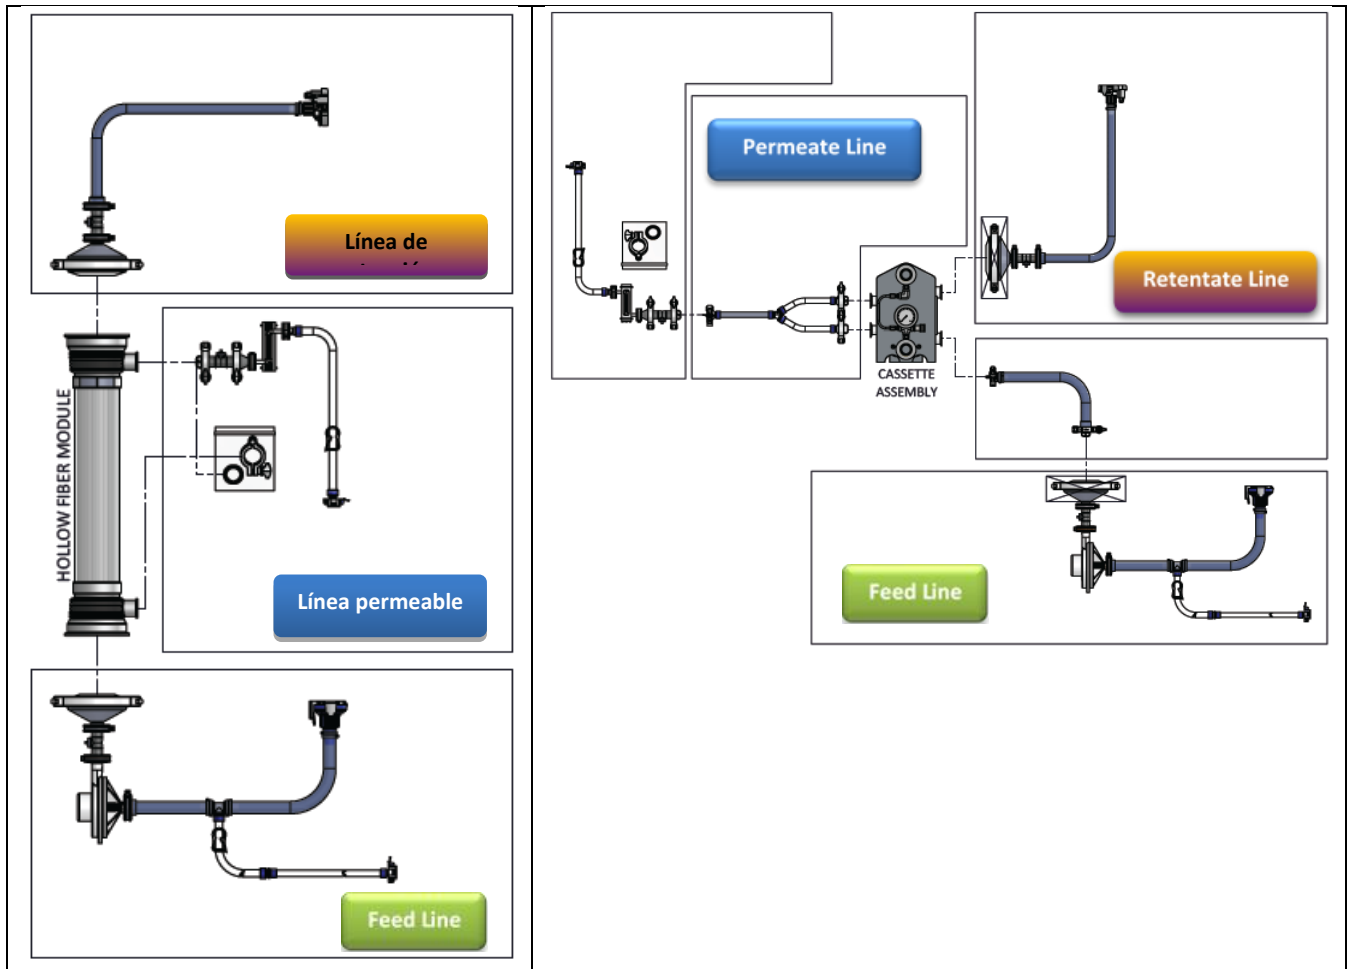 Línea de
HOLLOW FIBER MODULE
Línea permeable
Feed Line
Permeate Line
Retentate Line
CASSETTE
ASSEMBLY
Feed Line